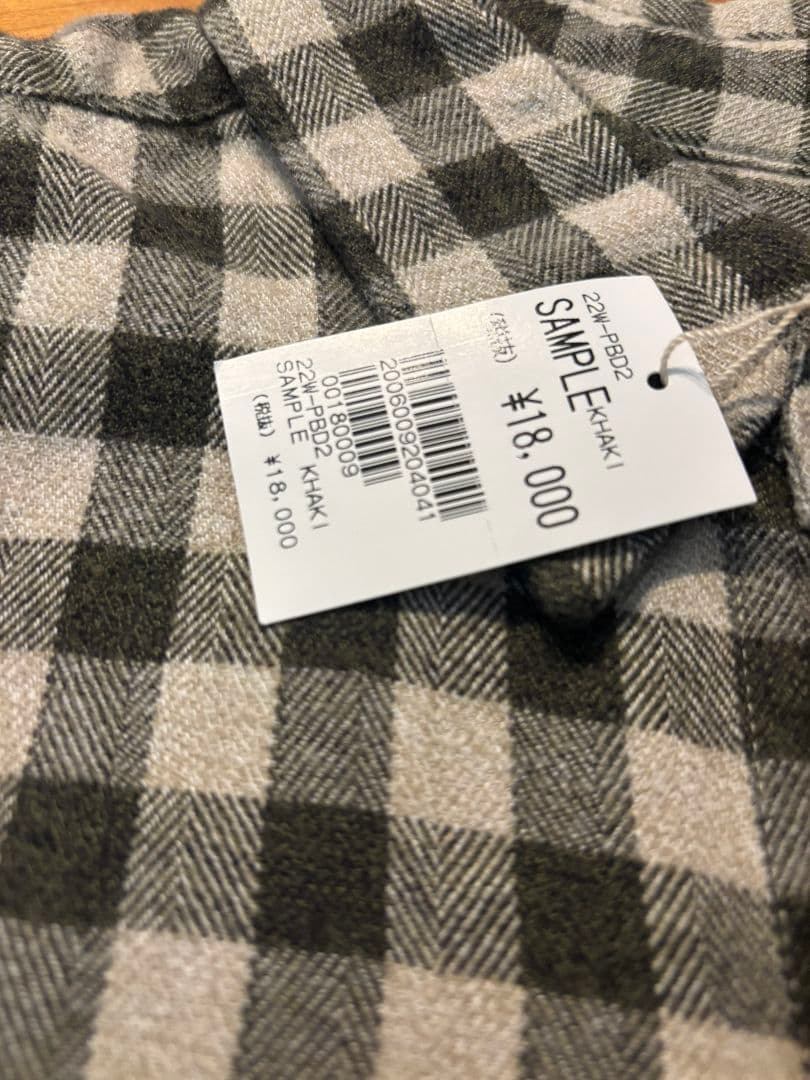 22W-PBD2
SAMPLE KHAKI
(税抜) ¥18,000
2006009204041
00180009
22W-PBD2
SAMPLE KHAKI
(税抜) ¥18,000